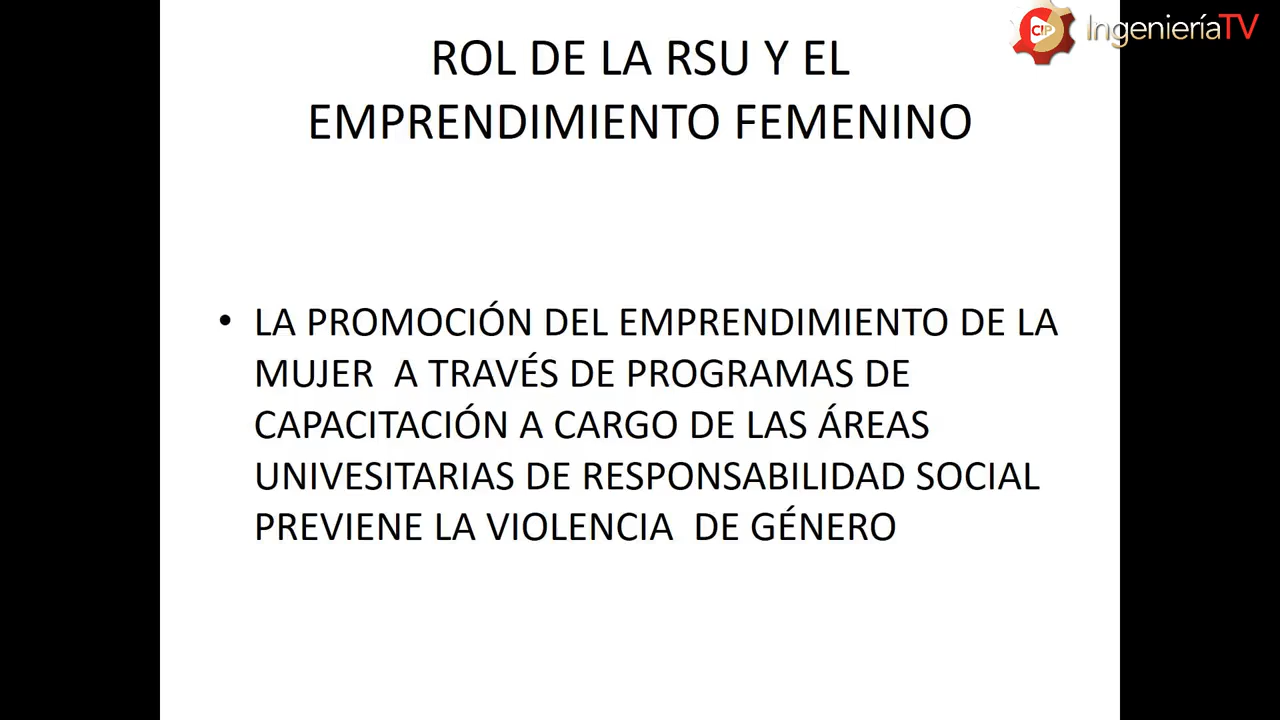 ROL DE LA RSU Y EL
EMPRENDIMIENTO FEMENINO
CIP IngenieríaTV
• LA PROMOCIÓN DEL EMPRENDIMIENTO DE LA
MUJER  A TRAVÉS DE PROGRAMAS DE
CAPACITACIÓN A CARGO DE LAS ÁREAS
UNIVESITARIAS DE RESPONSABILIDAD SOCIAL
PREVIENE LA VIOLENCIA  DE GÉNERO